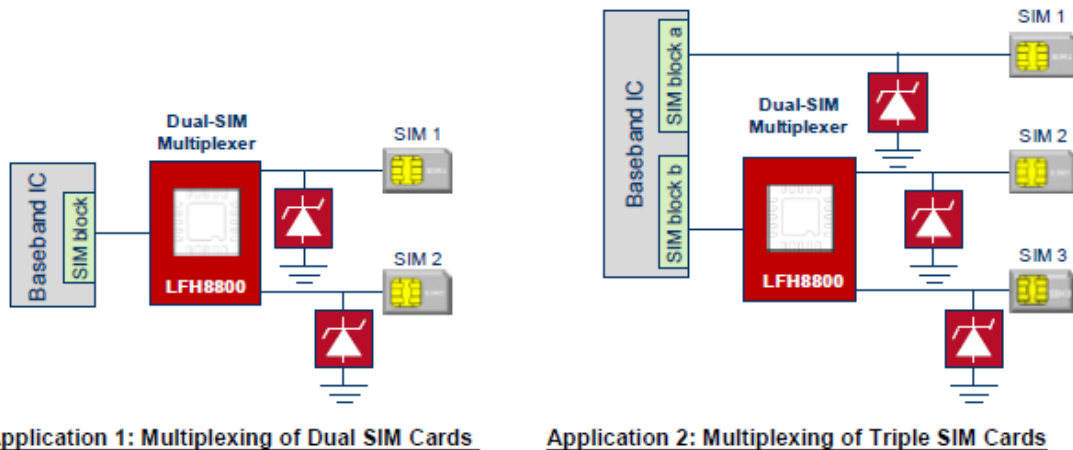 Dual-SIM
Multiplexer
SIM 1
Baseband IC
SIM block
LFH8800
SIM 2
pplication 1: Multiplexing of Dual SIM Cards
SIM 1
Baseband IC
SIM block a
Dual-SIM
Multiplexer
SIM 2
SIM block b
LFH8800
SIM 3
Application 2: Multiplexing of Triple SIM Cards